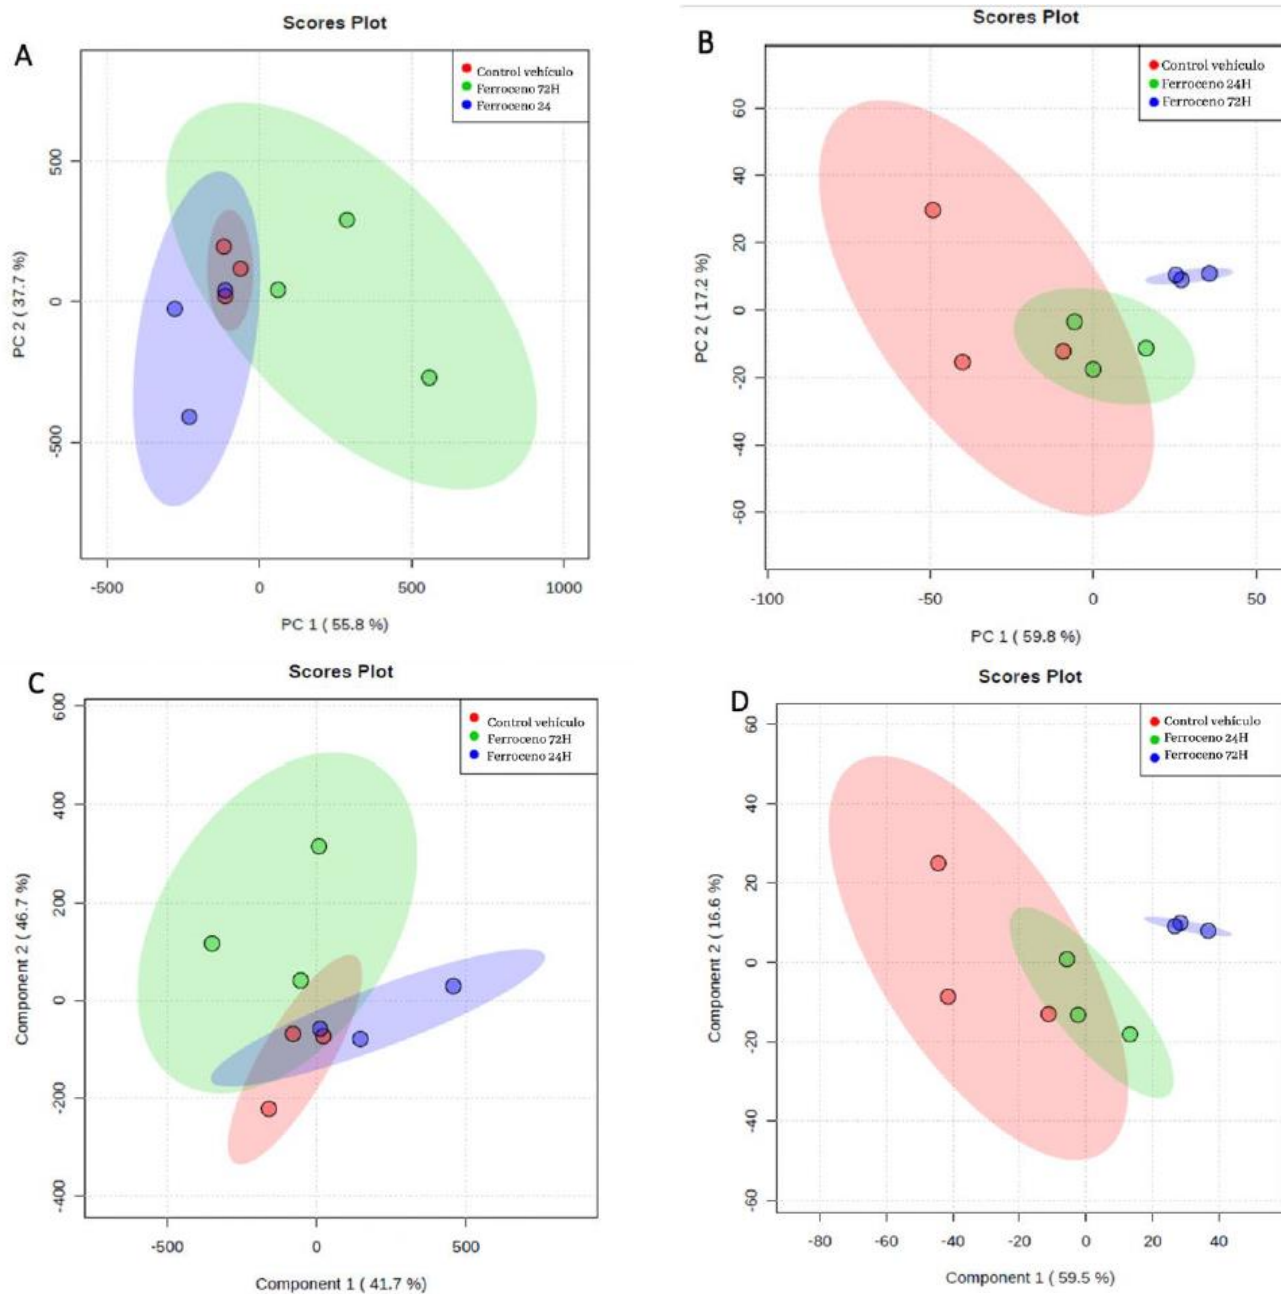 A
Scores Plot
Control vehículo
Ferroceno 72H
Ferroceno 24
500
0
-500
PC 2 ( 37.7 %)
-500
0
500
1000
PC 1 ( 55.8 %)
B
Scores Plot
Control vehículo
Ferroceno 24H
Ferroceno 72H
60
40
20
0
-20
-40
-60
PC 2 ( 17.2 %)
-100
-50
0
50
PC 1 ( 59.8 %)
C
Scores Plot
Control vehículo
Ferroceno 72H
Ferroceno 24H
600
400
200
0
-200
-400
Component 2 ( 46.7 %)
-500
0
500
Component 1 ( 41.7 %)
D
Scores Plot
Control vehículo
Ferroceno 24H
Ferroceno 72H
60
40
20
0
-20
-40
-60
Component 2 ( 16.6 %)
-80
-60
-40
-20
0
20
40
Component 1 ( 59.5 %)